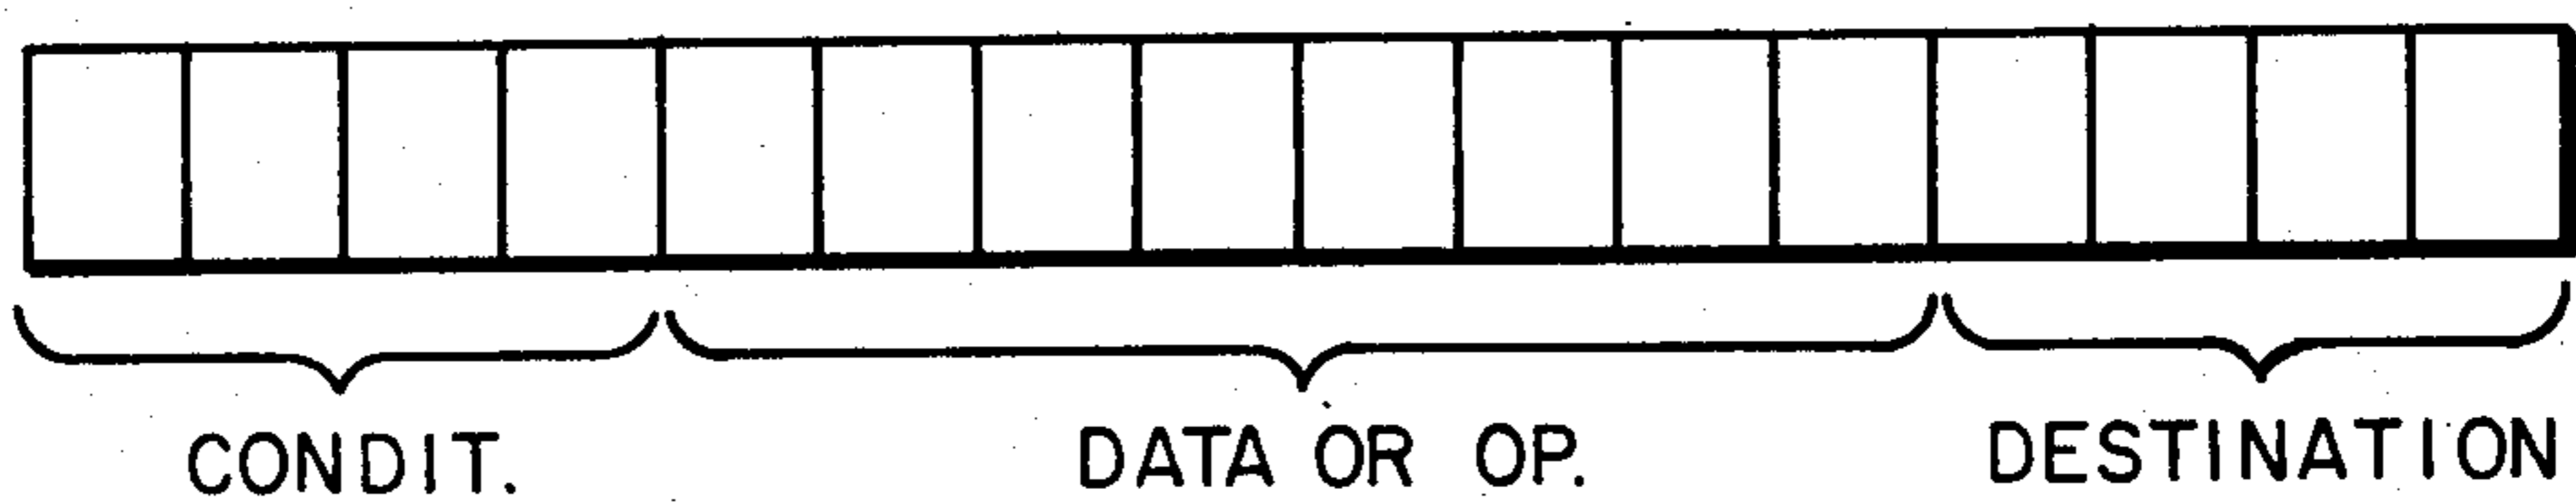 CONDIT. DATA OR OP. DESTINATION